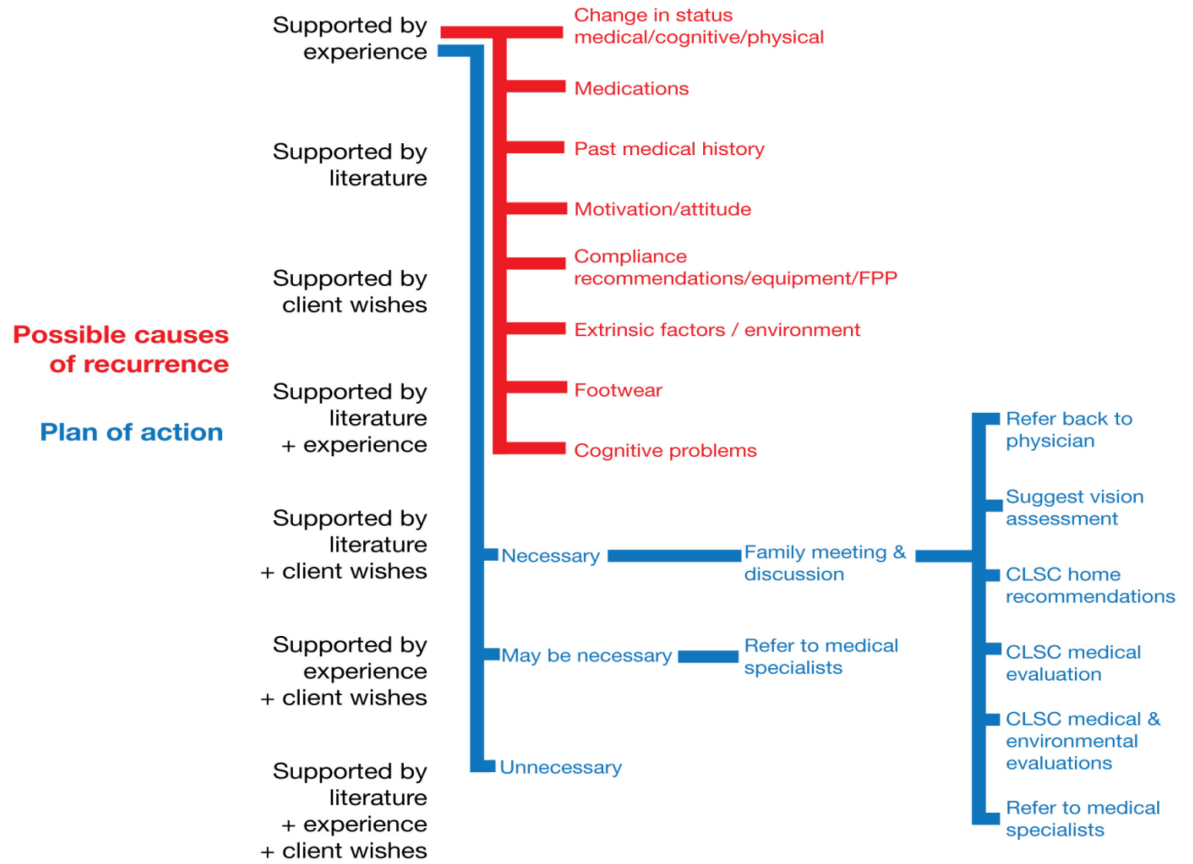 Possible causes
of recurrence
Plan of action
Supported by
experience
Supported by
literature
Supported by
client wishes
Supported by
literature
+ experience
Supported by
literature
+ client wishes
Supported by
experience
+ client wishes
Supported by
literature
+ experience
+ client wishes
Change in status
medical/cognitive/physical
Medications
Past medical history
Motivation/attitude
Compliance
recommendations/equipment/FPP
Extrinsic factors / environment
Footwear
Cognitive problems
Necessary
May be necessary
Unnecessary
Family meeting &
discussion
Refer to medical
specialists
Refer back to
physician
Suggest vision
assessment
CLSC home
recommendations
CLSC medical
evaluation
CLSC medical &
environmental
evaluations
Refer to medical
specialists